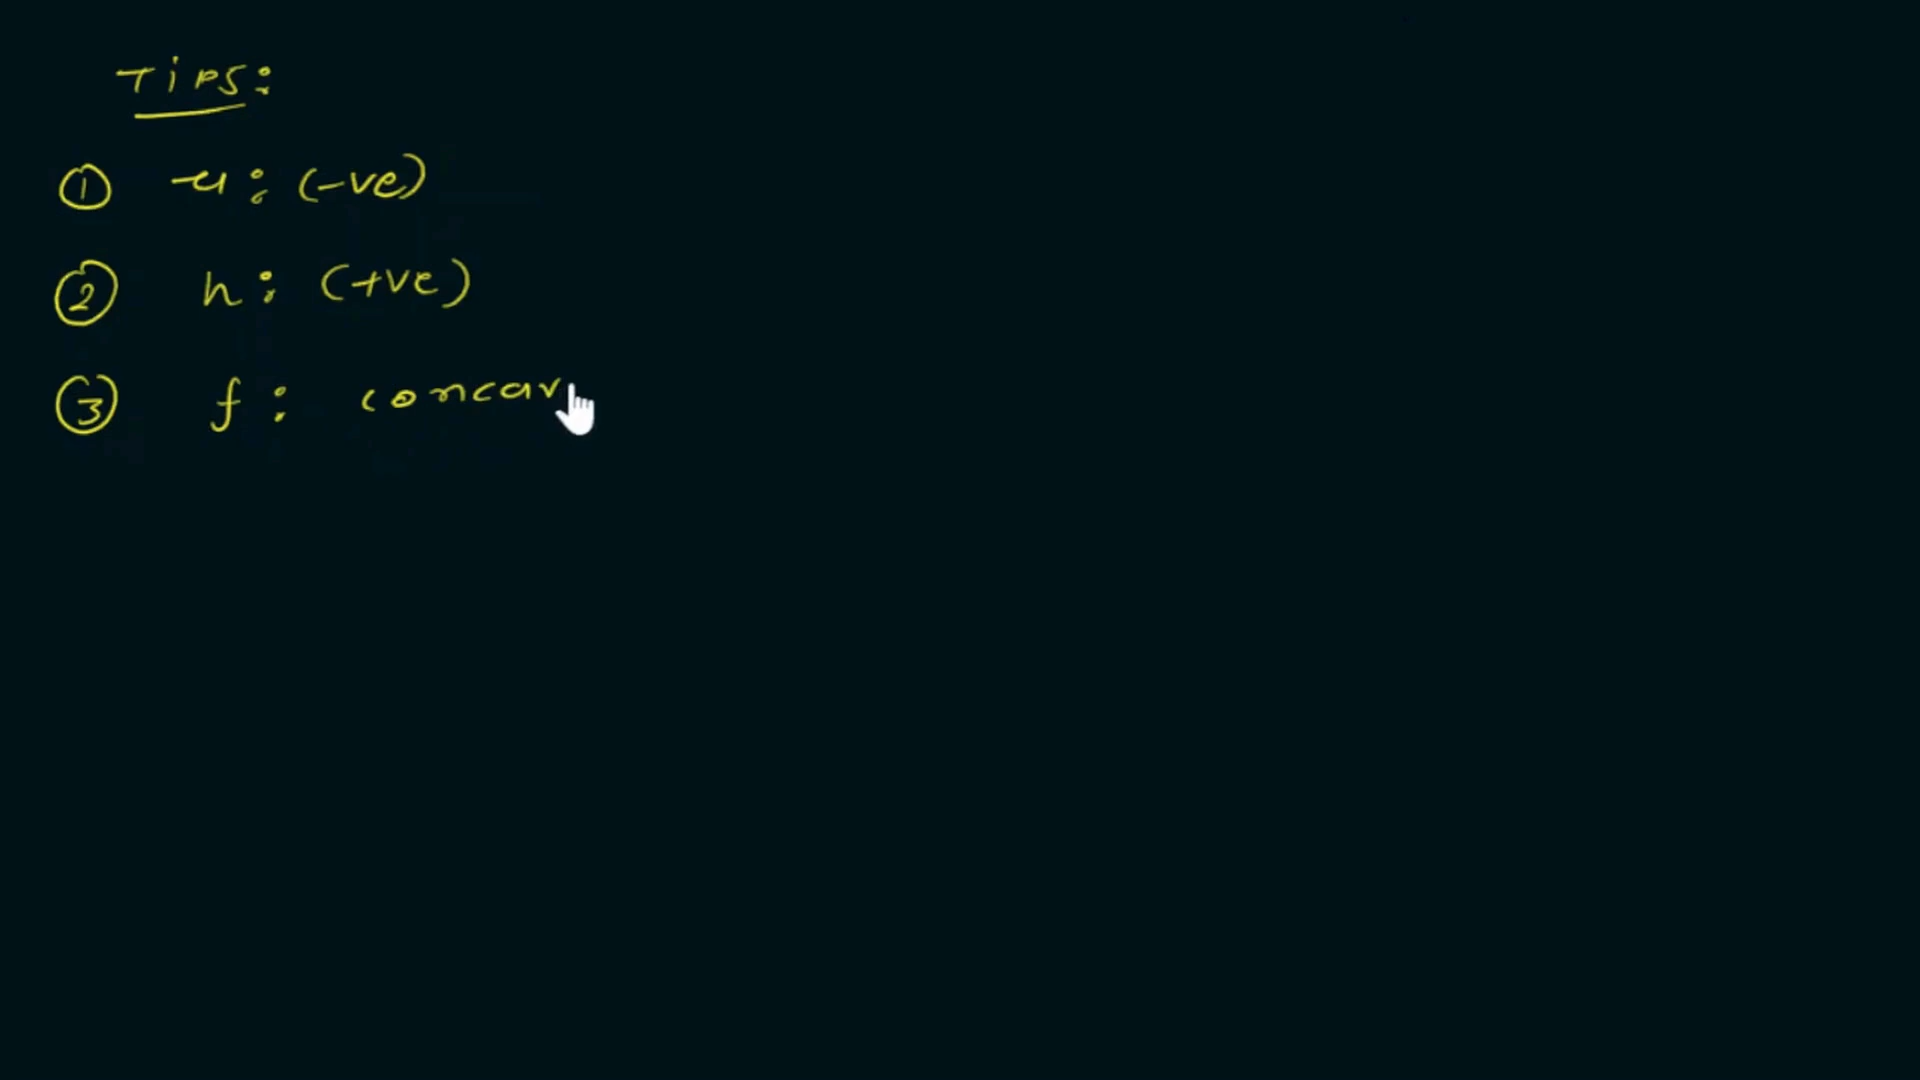 Tips:
① u: (-ve)
② h: (+ve)
③ f: concav